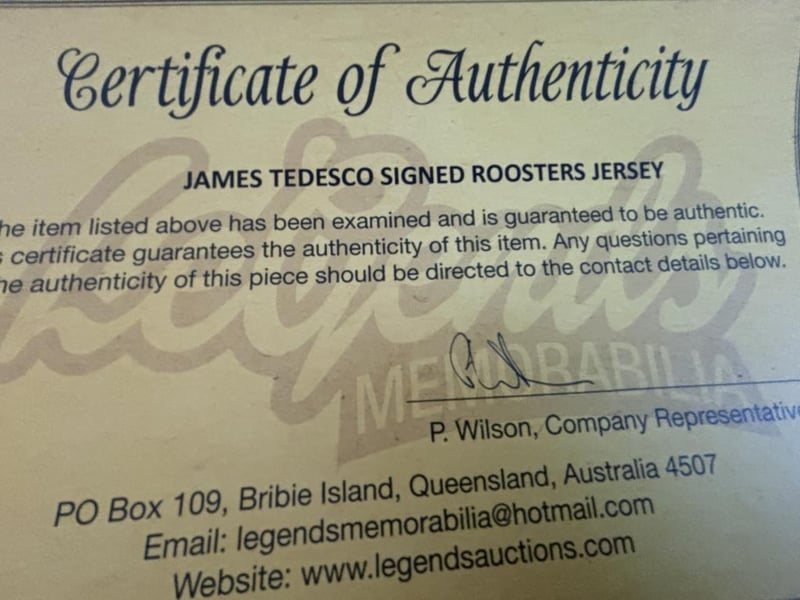 Certificate of Authenticity
JAMES TEDESCO SIGNED ROOSTERS JERSEY
he item listed above has been examined and is guaranteed to be authentic.
s certificate guarantees the authenticity of this item. Any questions pertaining
he authenticity of this piece should be directed to the contact details below.
Legends
MEMORABILIA
P. Wilson, Company Representative
PO Box 109, Bribie Island, Queensland, Australia 4507
Email: legendsmemorabilia@hotmail.com
Website: www.legendsauctions.com